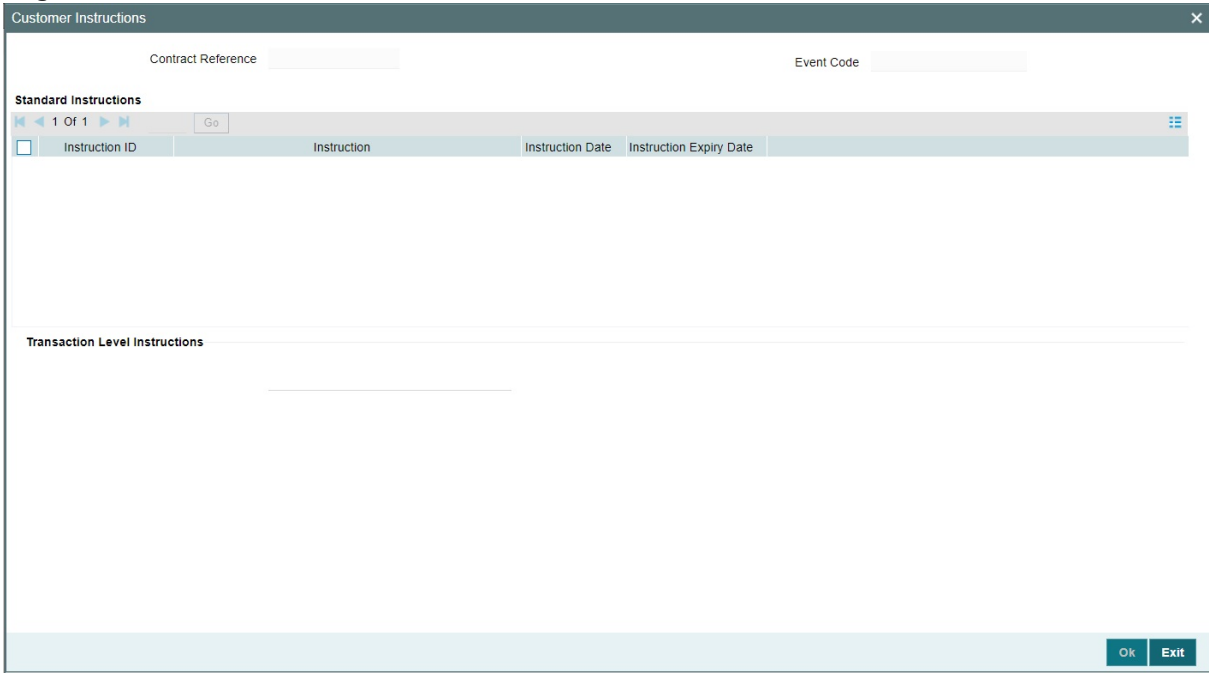 Customer Instructions
Contract Reference
Event Code
Standard Instructions
1 Of 1 Go
Instruction ID Instruction Instruction Date Instruction Expiry Date
Transaction Level Instructions
Ok Exit